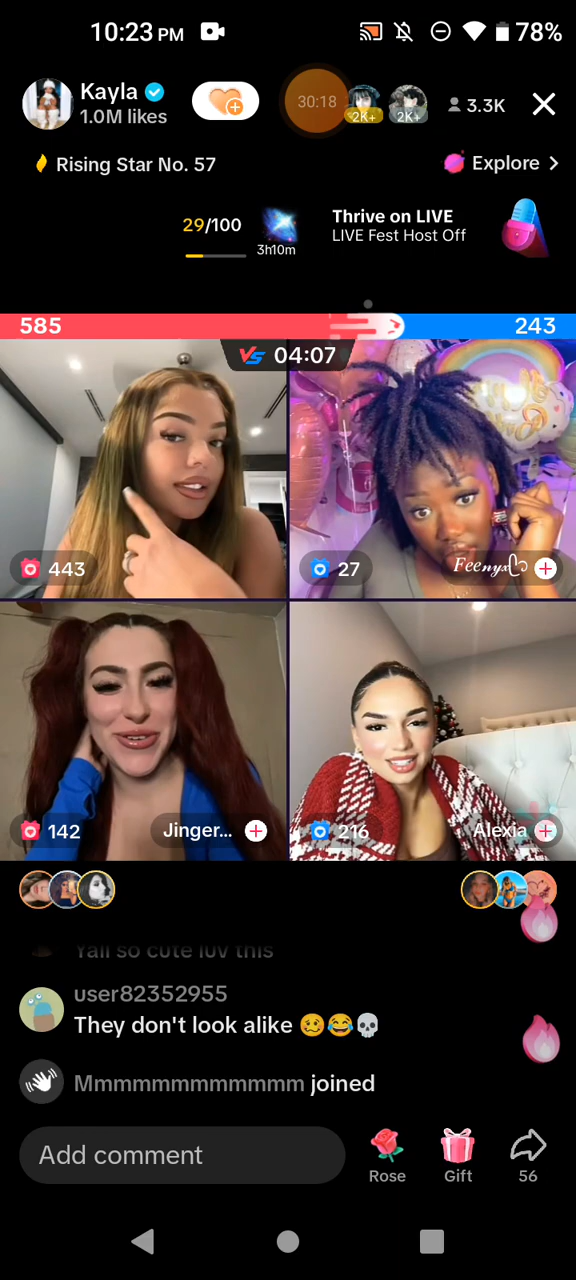 10:23 PM
78%
Kayla
1.0M likes
30:18
2K+
2K+
3.3K
Rising Star No. 57
Explore >
29/100
3h10m
Thrive on LIVE
LIVE Fest Host Off
585
243
VS 04:07
443
27
Feenyx
142
Jinger...
216
Alexia
Yall so cute luv this
user82352955
They don't look alike 🥴😂💀
Mmmmmmmmmmmm joined
Add comment
Rose
Gift
56